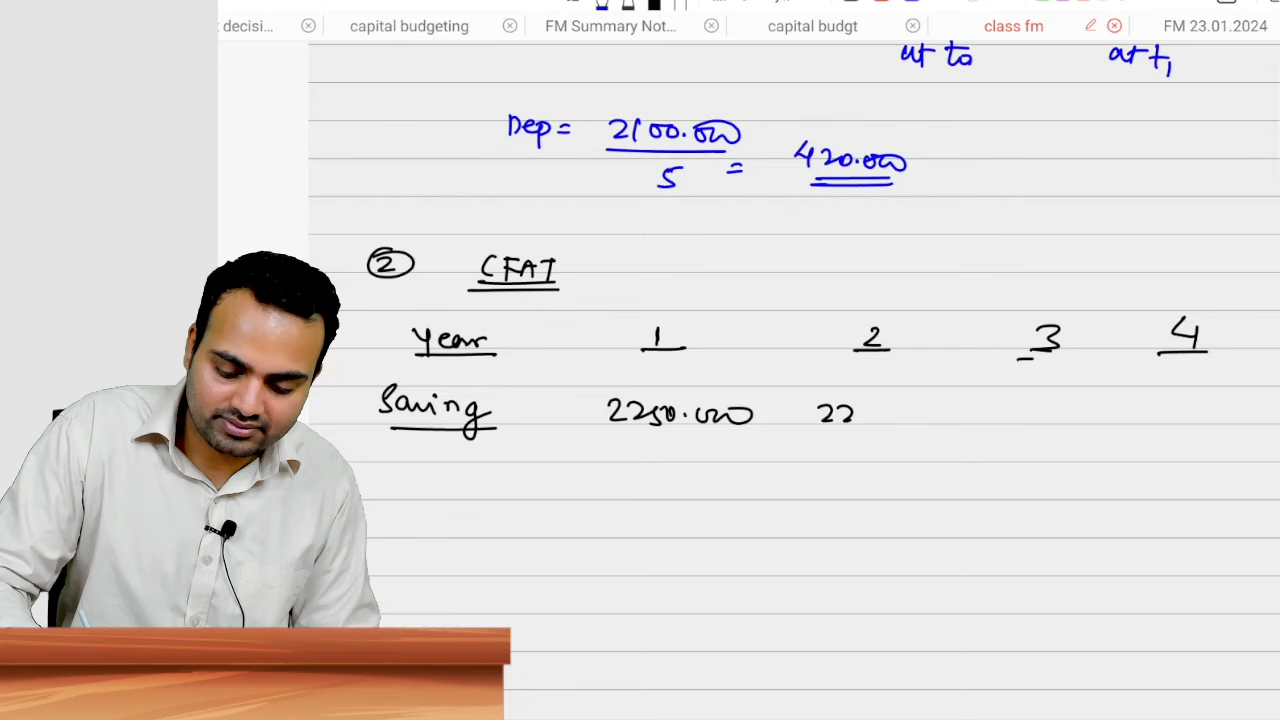 t decisi... capital budgeting FM Summary Not... capital budgt class fm FM 23.01.2024
at to at t1
Dep = 2100.000
5 = 420.000
2 CFAT
Year 1 2 3 4
Saving 2250.000 22